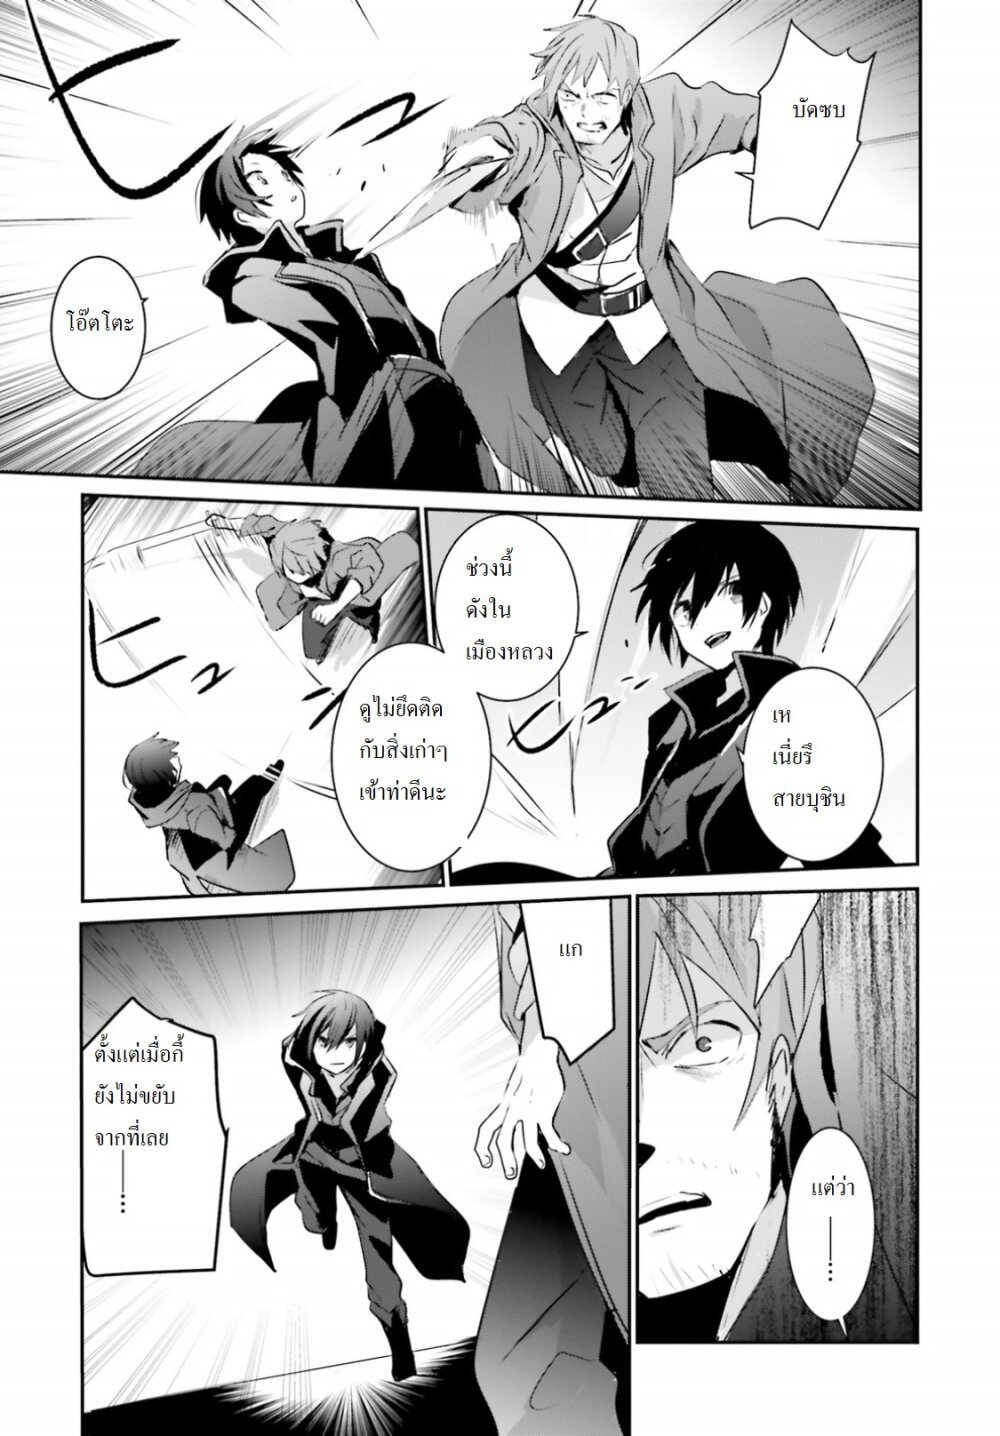 บัดซบ
โอ๊ตโตะ
เห
เนี่ยรึ
สายบุชิน
ช่วงนี้
ดังใน
เมืองหลวง
ดูไม่ยึดติด
กับสิ่งเก่าๆ
เข้าท่าดีนะ
แต่ว่า
แก
ตั้งแต่เมื่อกี้
ยังไม่ขยับ
จากที่เลย